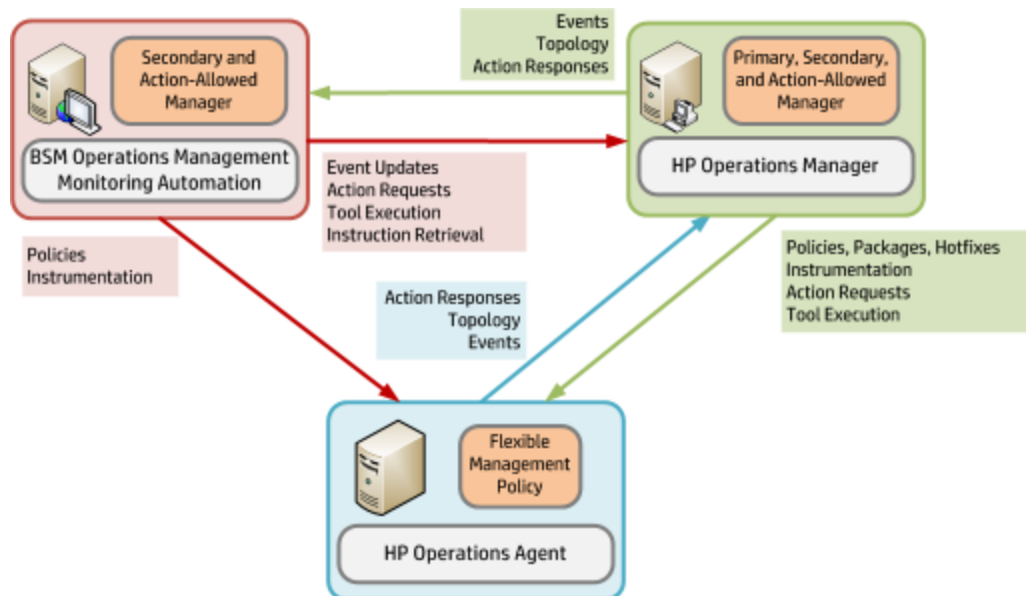 Secondary and
Action-Allowed
Manager
BSM Operations Management
Monitoring Automation
Events
Topology
Action Responses
Primary, Secondary,
and Action-Allowed
Manager
HP Operations Manager
Event Updates
Action Requests
Tool Execution
Instruction Retrieval
Policies
Instrumentation
Action Responses
Topology
Events
Policies, Packages, Hotfixes
Instrumentation
Action Requests
Tool Execution
Flexible
Management
Policy
HP Operations Agent